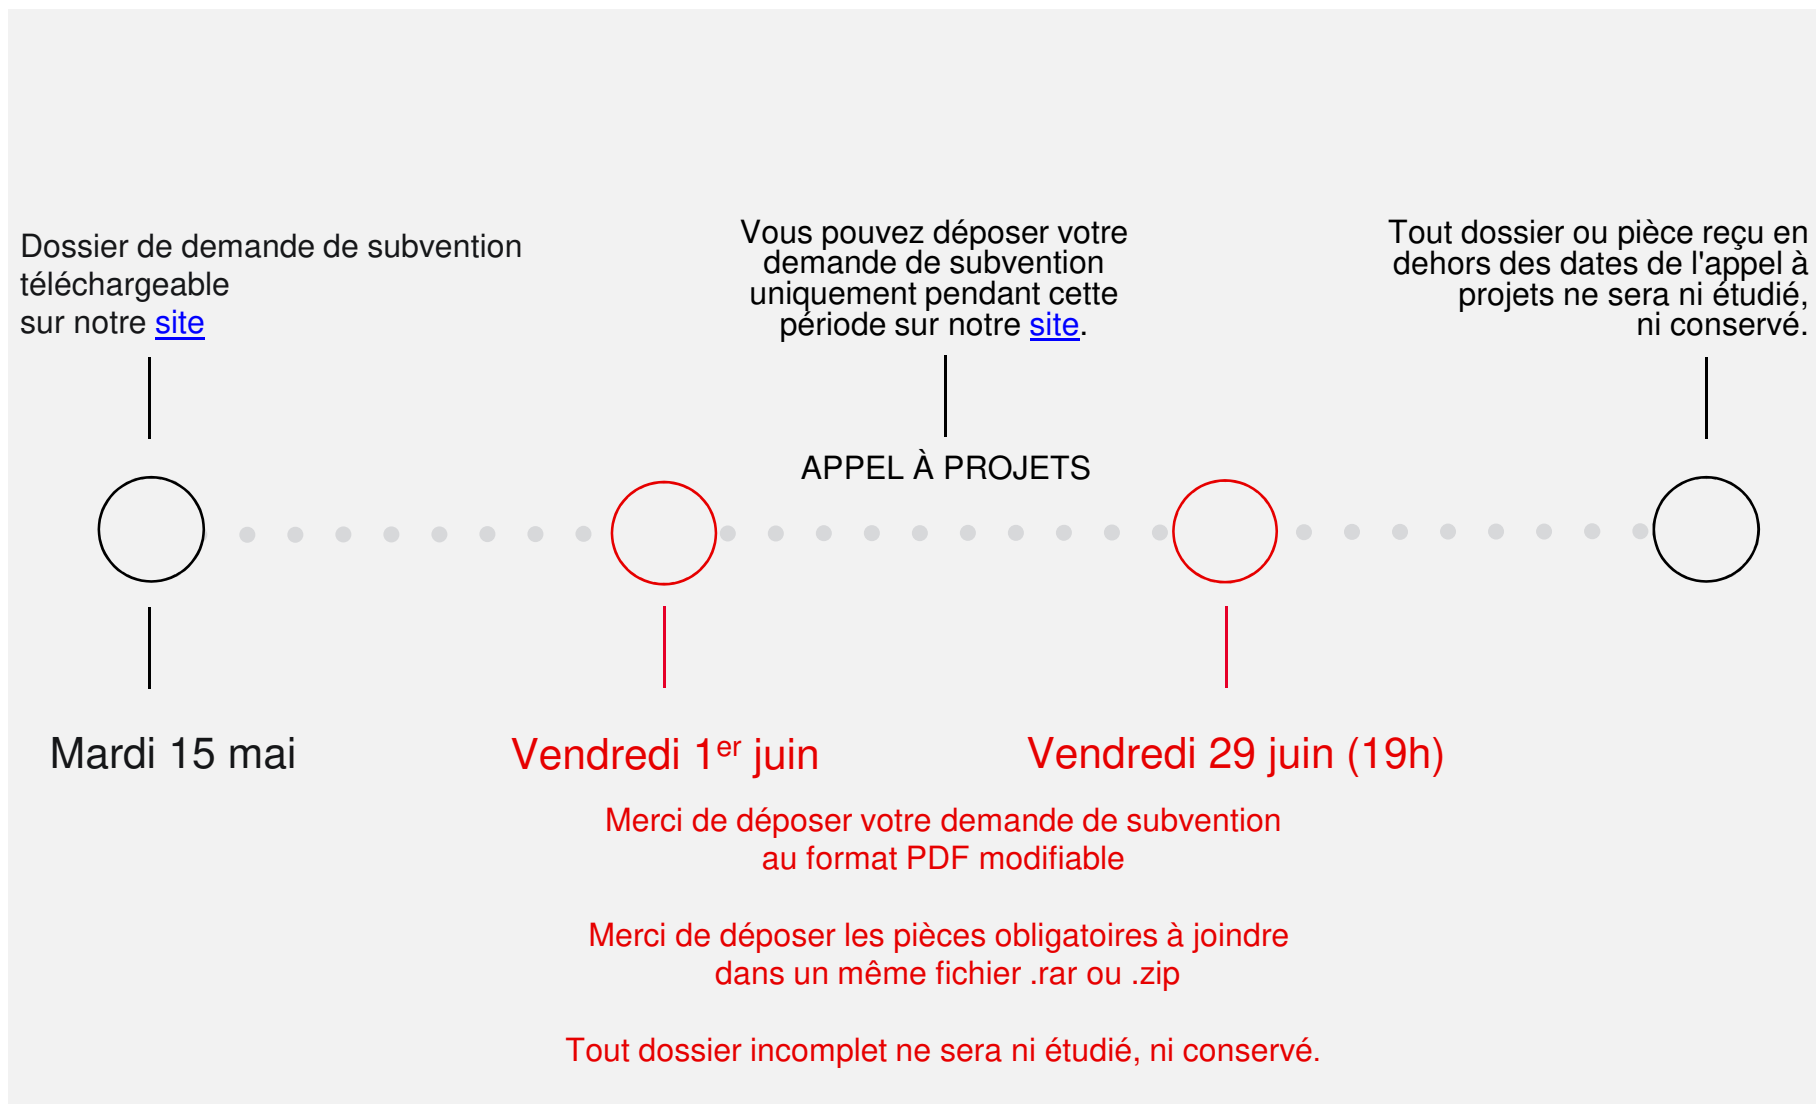 Dossier de demande de subvention
téléchargeable
sur notre site
Vous pouvez déposer votre
demande de subvention
uniquement pendant cette
période sur notre site.
Tout dossier ou pièce reçu en
dehors des dates de l'appel à
projets ne sera ni étudié,
ni conservé.
APPEL À PROJETS
Mardi 15 mai
Vendredi 1er juin
Vendredi 29 juin (19h)
Merci de déposer votre demande de subvention
au format PDF modifiable
Merci de déposer les pièces obligatoires à joindre
dans un même fichier .rar ou .zip
Tout dossier incomplet ne sera ni étudié, ni conservé.